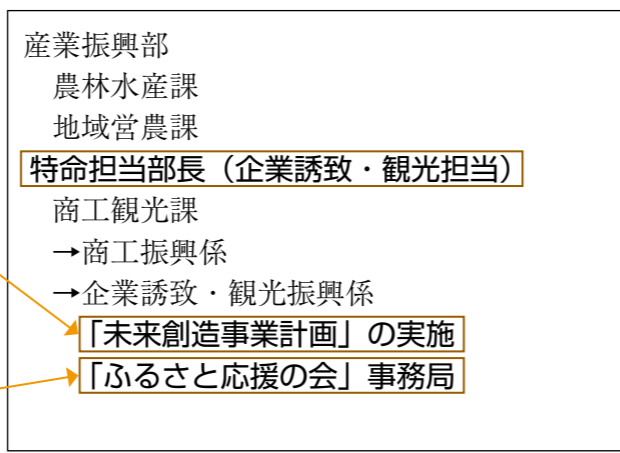 産業振興部
農林水産課
地域営農課
特命担当部長（企業誘致・観光担当）
商工観光課
→商工振興係
→企業誘致・観光振興係
「未来創造事業計画」の実施
「ふるさと応援の会」事務局